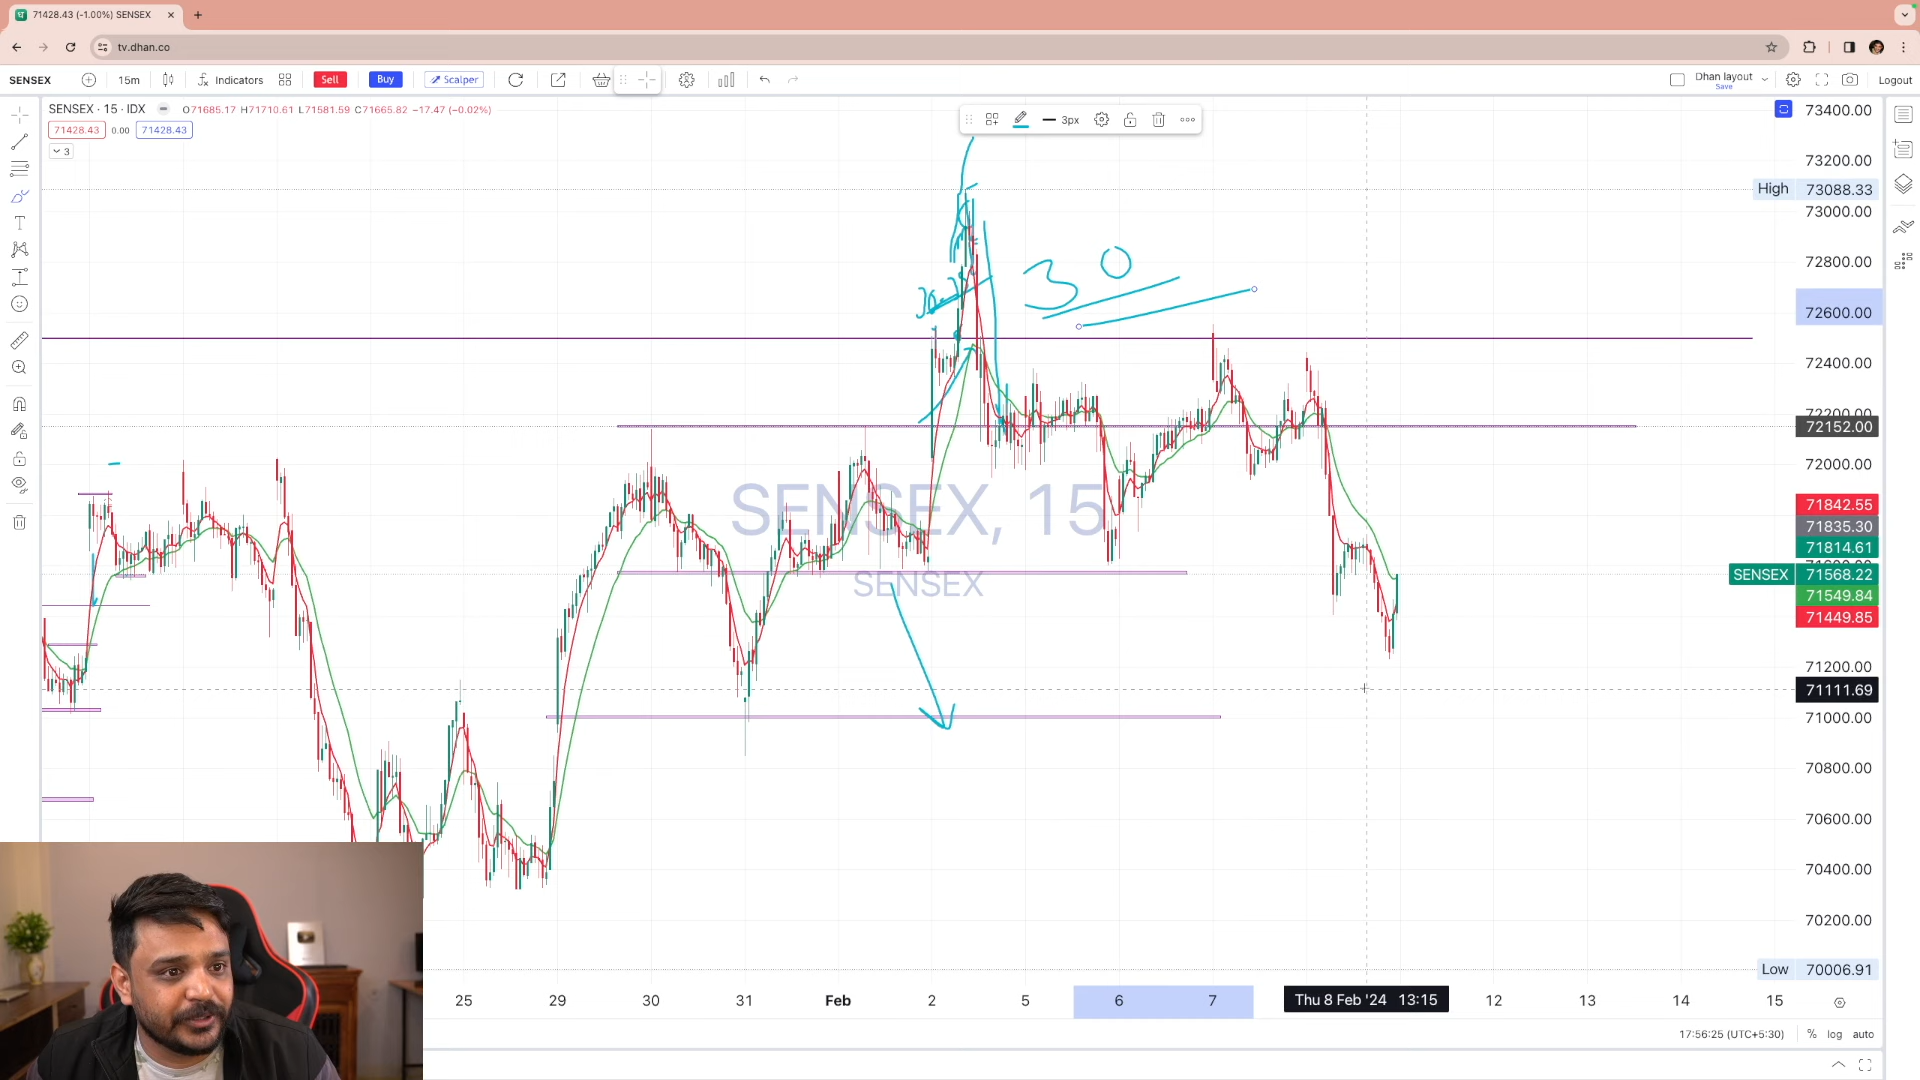 71428.43 (-1.00%) SENSEX
tv.dhan.co
SENSEX
15m
Indicators
Sell
Buy
Scalper
Dhan layout
Save
Logout
SENSEX · 15 · IDX
O71685.17 H71710.61 L71581.59 C71665.82 −17.47 (−0.02%)
71428.43 0.00 71428.43
3
3px
30
SENSEX, 15
SENSEX
73400.00
73200.00
High 73088.33
73000.00
72800.00
72600.00
72400.00
72200.00
72152.00
72000.00
71842.55
71835.30
71814.61
SENSEX 71568.22
71549.84
71449.85
71200.00
71111.69
71000.00
70800.00
70600.00
70400.00
70200.00
Low 70006.91
25 29 30 31 Feb 2 5 6 7 Thu 8 Feb '24 13:15 12 13 14 15
17:56:25 (UTC+5:30) % log auto